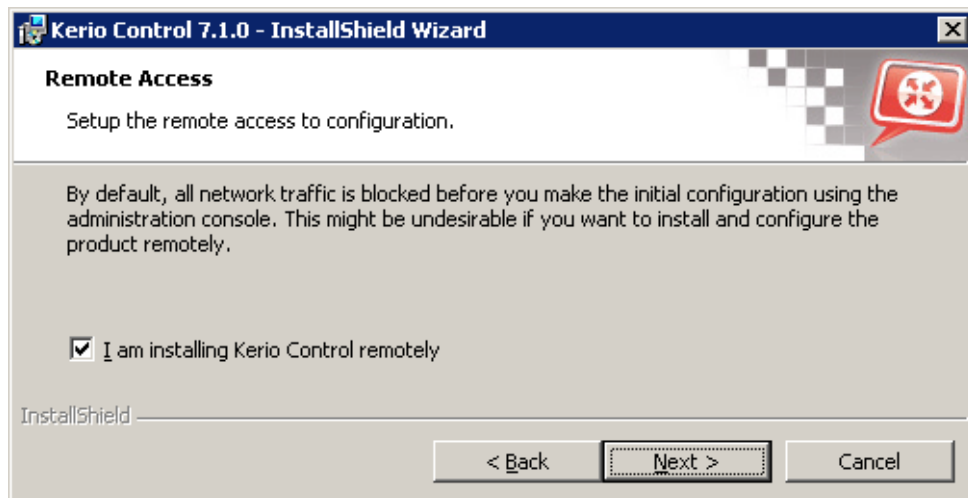 Kerio Control 7.1.0 - InstallShield Wizard
Remote Access
Setup the remote access to configuration.
By default, all network traffic is blocked before you make the initial configuration using the
administration console. This might be undesirable if you want to install and configure the
product remotely.
I am installing Kerio Control remotely
InstallShield
< Back
Next >
Cancel